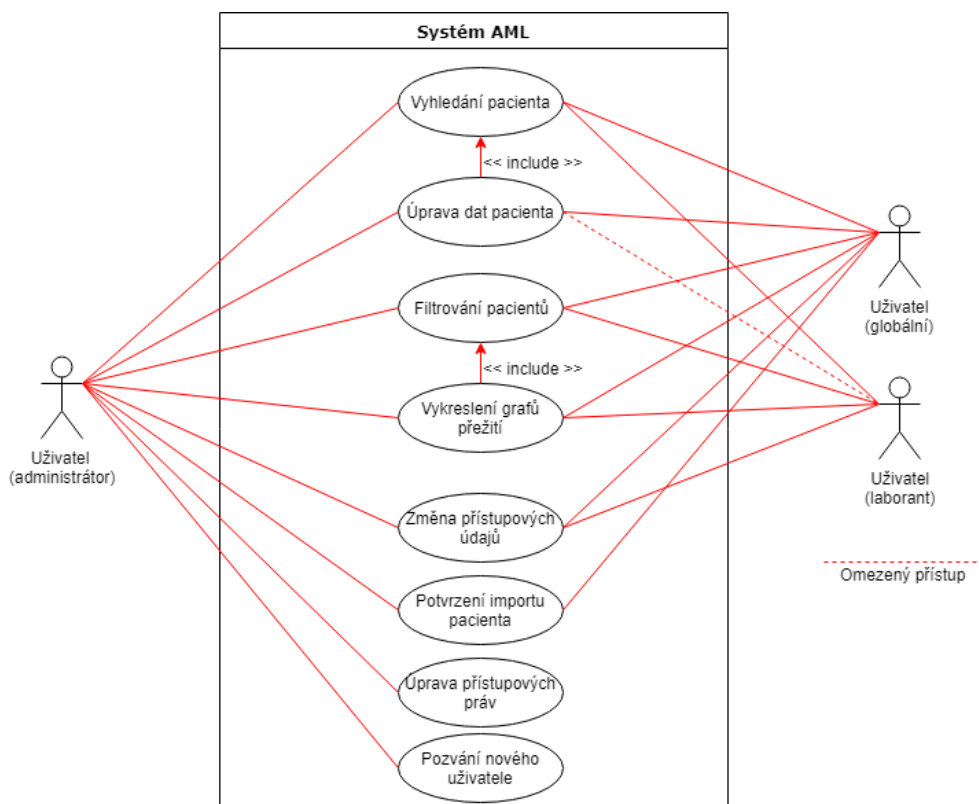 Systém AML
Vyhledání pacienta
<< include >>
Úprava dat pacienta
Filtrování pacientů
<< include >>
Vykreslení grafů
přežití
Změna přístupových
údajů
Potvrzení importu
pacienta
Úprava přístupových
práv
Pozvání nového
uživatele
Uživatel
(administrátor)
Uživatel
(globální)
Uživatel
(laborant)
Omezený přístup